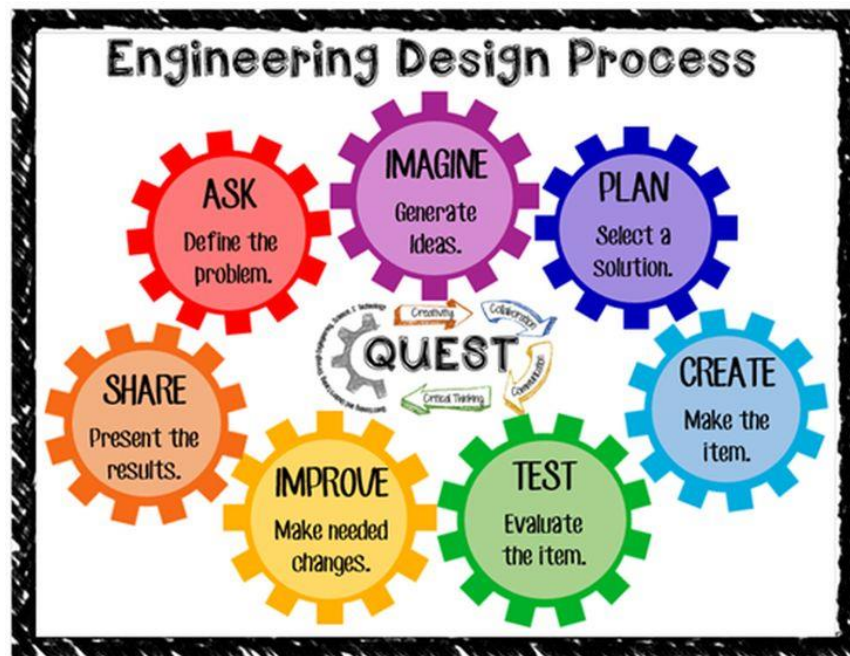 Engineering Design Process
ASK
Define the
problem.
IMAGINE
Generate
Ideas.
PLAN
Select a
solution.
CREATE
Make the
item.
TEST
Evaluate
the item.
IMPROVE
Make needed
changes.
SHARE
Present the
results.
QUEST
Creativity
Collaboration
Communication
Critical Thinking